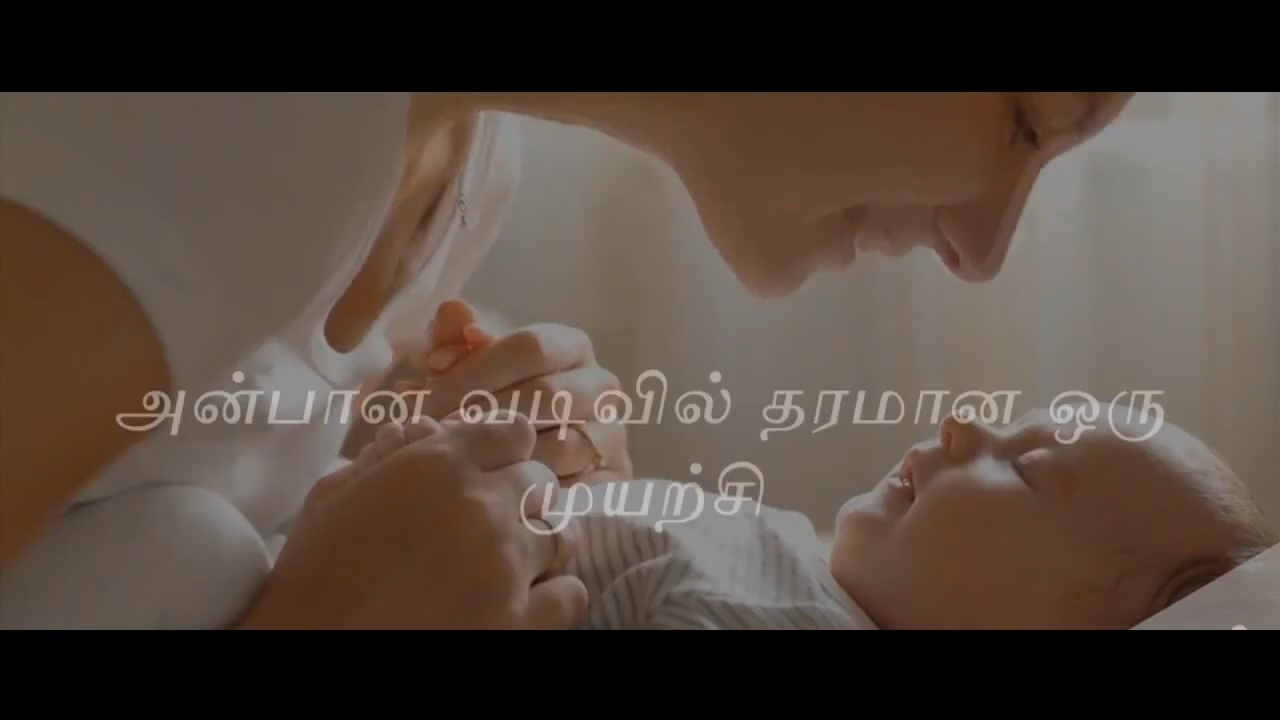 அன்பான வடிவில் தரமான ஒரு
முயற்சி